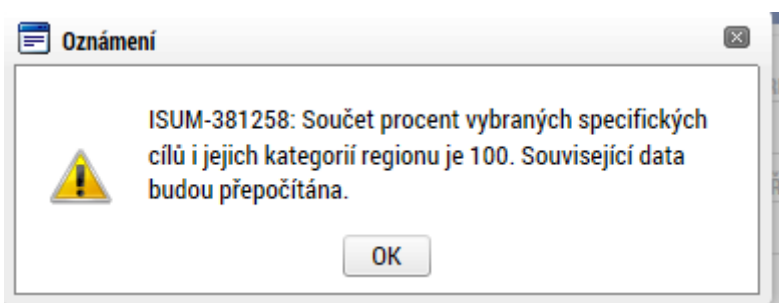 Oznámení
ISUM-381258: Součet procent vybraných specifických
cílů i jejich kategorií regionu je 100. Související data
budou přepočítána.
OK